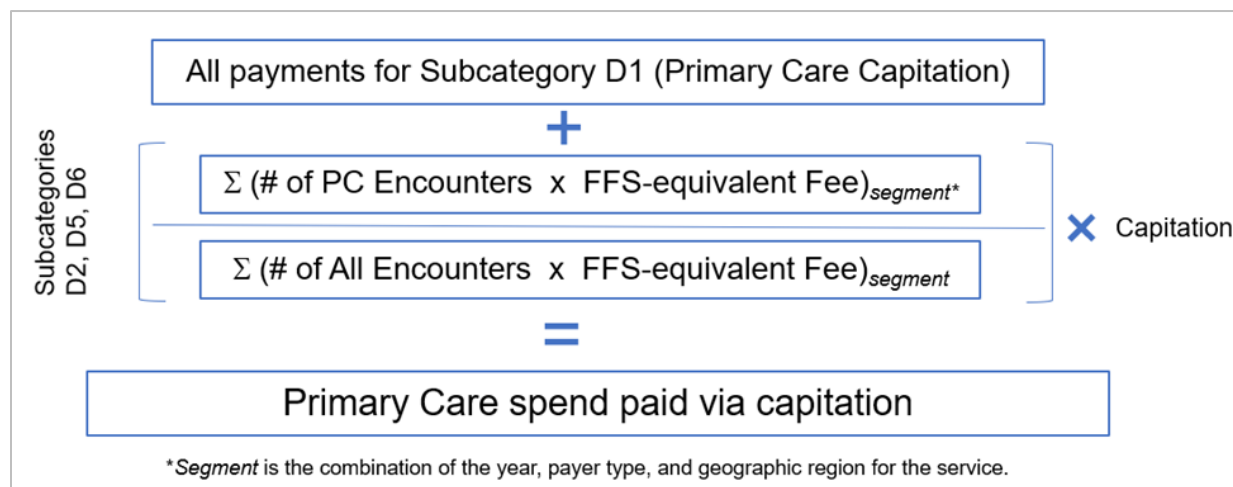 All payments for Subcategory D1 (Primary Care Capitation)
+
Subcategories
D2, D5, D6
Σ (# of PC Encounters x FFS-equivalent Fee)segment*
Σ (# of All Encounters x FFS-equivalent Fee)segment
× Capitation
=
Primary Care spend paid via capitation
*Segment is the combination of the year, payer type, and geographic region for the service.